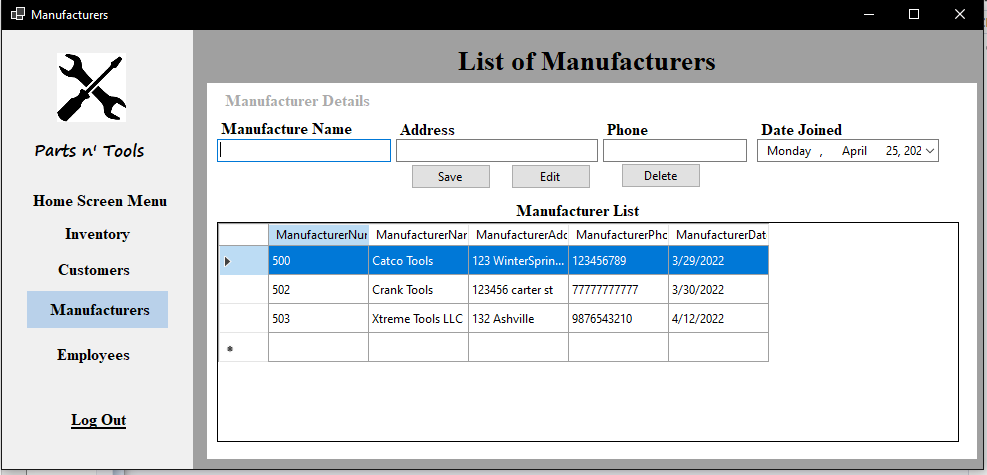 Manufacturers
List of Manufacturers
Parts n' Tools
Home Screen Menu
Inventory
Customers
Manufacturers
Employees
Log Out
Manufacturer Details
Manufacture Name Address Phone Date Joined
Monday , April 25, 202
Save Edit Delete
Manufacturer List
ManufacturerNur ManufacturerNar ManufacturerAdd ManufacturerPho ManufacturerDat
500 Catco Tools 123 WinterSprin... 123456789 3/29/2022
502 Crank Tools 123456 carter st 77777777777 3/30/2022
503 Xtreme Tools LLC 132 Ashville 9876543210 4/12/2022